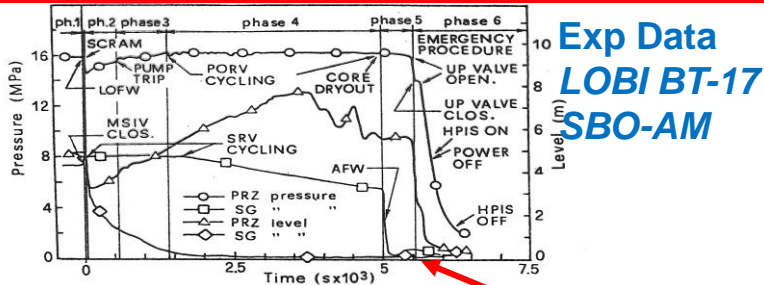 ph.1 ph.2 phase3 phase 4 phase 5 phase 6
Exp Data
LOBI BT-17
SBO-AM
Pressure (MPa)
16
12
8
4
0
Level (m)
10
8
6
4
2
0
SCRAM
LOFW
PUMP
TRIP
PORV
CYCLING
CORE
DRYOUT
EMERGENCY
PROCEDURE
UP VALVE
OPEN.
UP VALVE
CLOS.
HPIS ON
POWER
OFF
HPIS
OFF
MSIV
CLOS.
SRV
CYCLING
AFW
PRZ pressure
SG " "
PRZ level
SG " "
0 2.5 5 7.5
Time (sx10³)